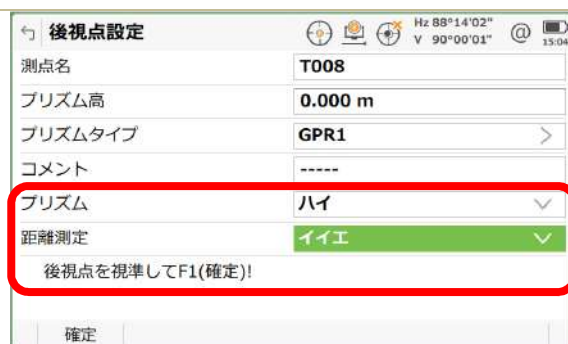 後視点設定 Hz 88°14'02"
V 90°00'01" @ 15:04
測点名 T008
プリズム高 0.000 m
プリズムタイプ GPR1
コメント -----
プリズム ハイ
距離測定 イイエ
後視点を視準してF1(確定)!
確定